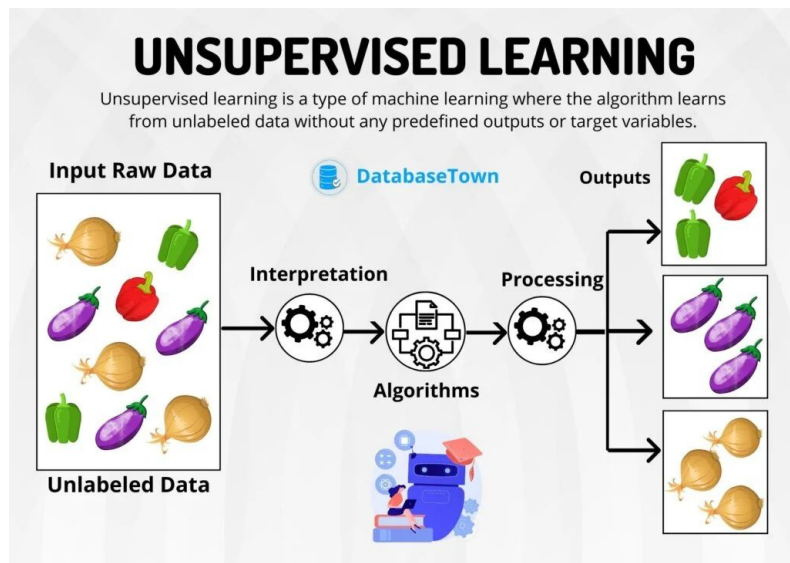 UNSUPERVISED LEARNING
Unsupervised learning is a type of machine learning where the algorithm learns
from unlabeled data without any predefined outputs or target variables.
Input Raw Data
DatabaseTown
Outputs
Interpretation
Processing
Algorithms
Unlabeled Data